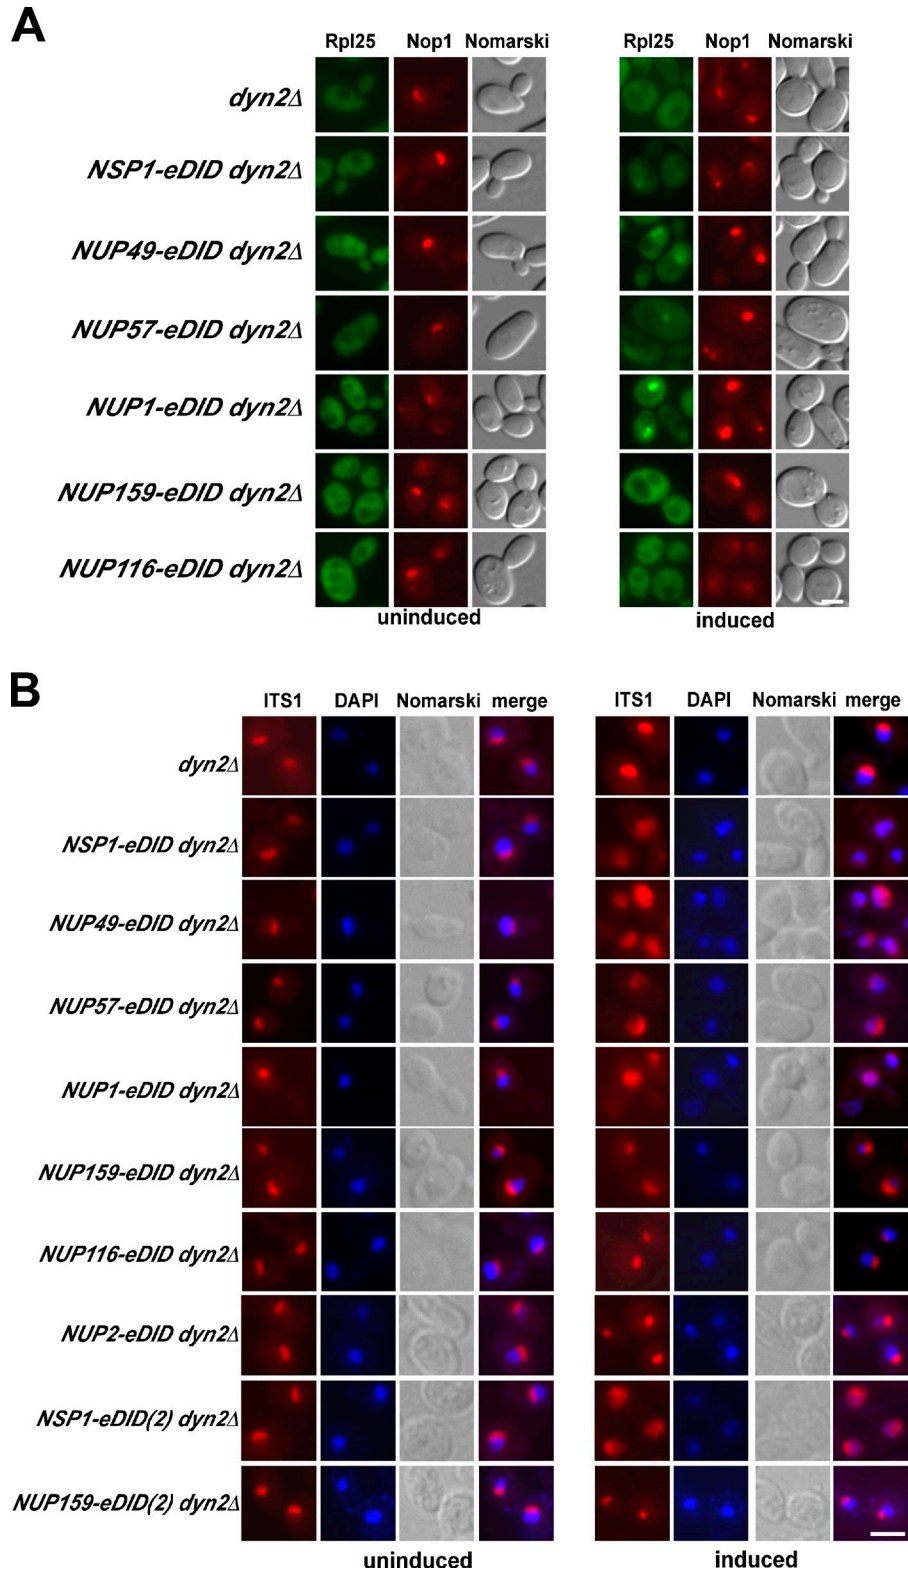 A
Rpl25 Nop1 Nomarski Rpl25 Nop1 Nomarski
dyn2Δ
NSP1-eDID dyn2Δ
NUP49-eDID dyn2Δ
NUP57-eDID dyn2Δ
NUP1-eDID dyn2Δ
NUP159-eDID dyn2Δ
NUP116-eDID dyn2Δ
uninduced induced
B
ITS1 DAPI Nomarski merge ITS1 DAPI Nomarski merge
dyn2Δ
NSP1-eDID dyn2Δ
NUP49-eDID dyn2Δ
NUP57-eDID dyn2Δ
NUP1-eDID dyn2Δ
NUP159-eDID dyn2Δ
NUP116-eDID dyn2Δ
NUP2-eDID dyn2Δ
NSP1-eDID(2) dyn2Δ
NUP159-eDID(2) dyn2Δ
uninduced induced